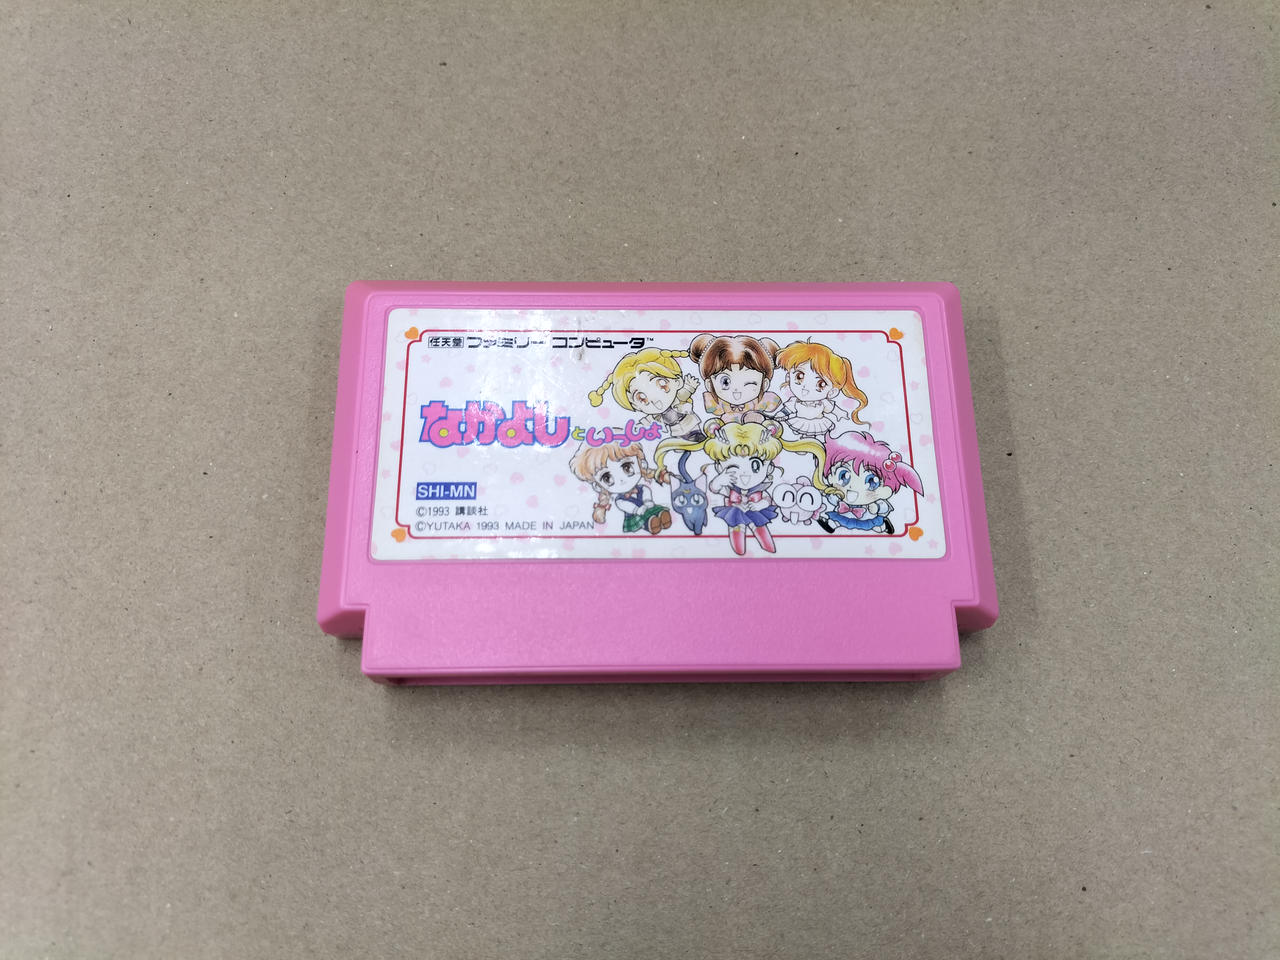 任天堂 ファミリーコンピュータ™
なかよしといっしょ
SHI-MN
©1993 講談社
©YUTAKA 1993 MADE IN JAPAN